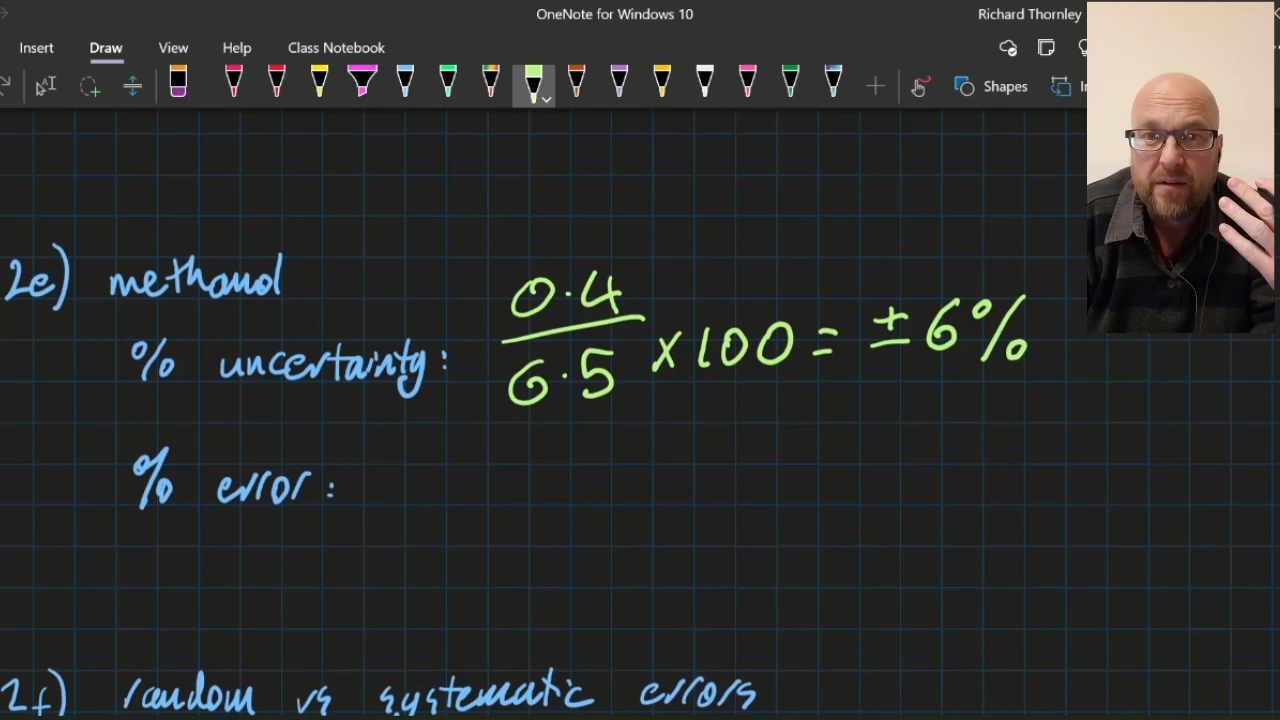 OneNote for Windows 10
Richard Thornley
Insert Draw View Help Class Notebook
Shapes
2e) methanol
0.4
6.5
x 100 = ± 6%
% uncertainty:
% error:
2f) random vs systematic errors